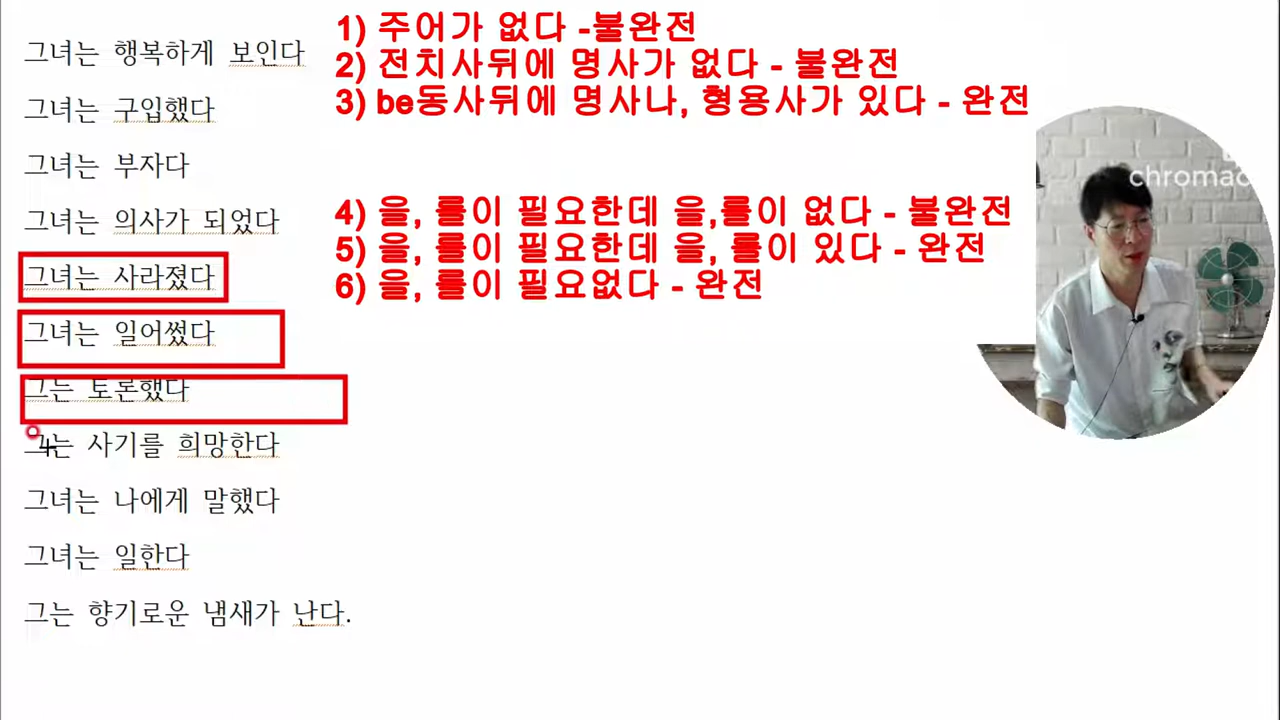 그녀는 행복하게 보인다
그녀는 구입했다
그녀는 부자다
그녀는 의사가 되었다
그녀는 사라졌다
그녀는 일어썼다
그는 토론했다
그는 사기를 희망한다
그녀는 나에게 말했다
그녀는 일한다
그는 향기로운 냄새가 난다.
1) 주어가 없다 -불완전
2) 전치사뒤에 명사가 없다 - 불완전
3) be동사뒤에 명사나, 형용사가 있다 - 완전
4) 을, 를이 필요한데 을,를이 없다 - 불완전
5) 을, 를이 필요한데 을, 를이 있다 - 완전
6) 을, 를이 필요없다 - 완전
chromac